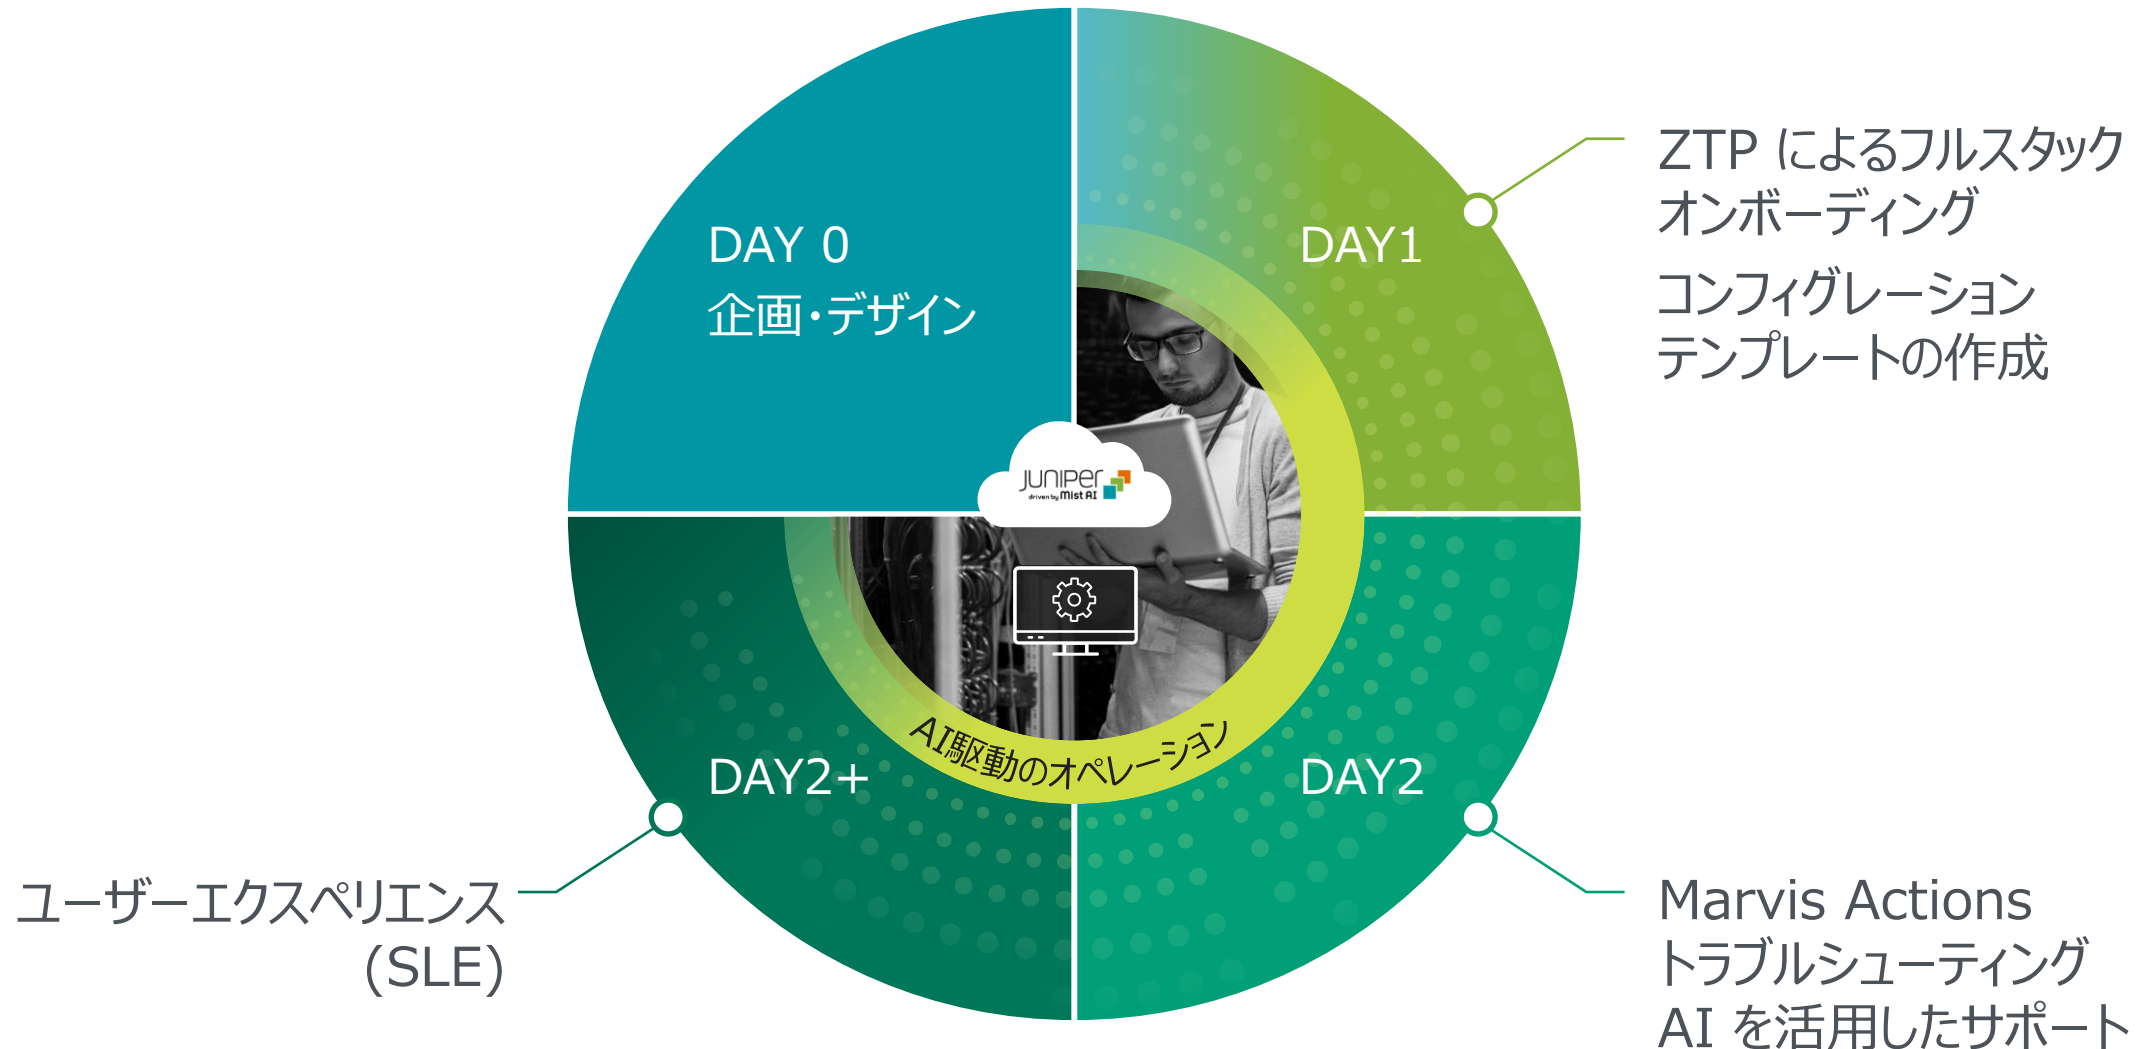 DAY 0
企画・デザイン
DAY1
ZTP によるフルスタック
オンボーディング
コンフィグレーション
テンプレートの作成
JUNIPER
driven by Mist AI
AI駆動のオペレーション
DAY2+
DAY2
ユーザーエクスペリエンス
(SLE)
Marvis Actions
トラブルシューティング
AI を活用したサポート